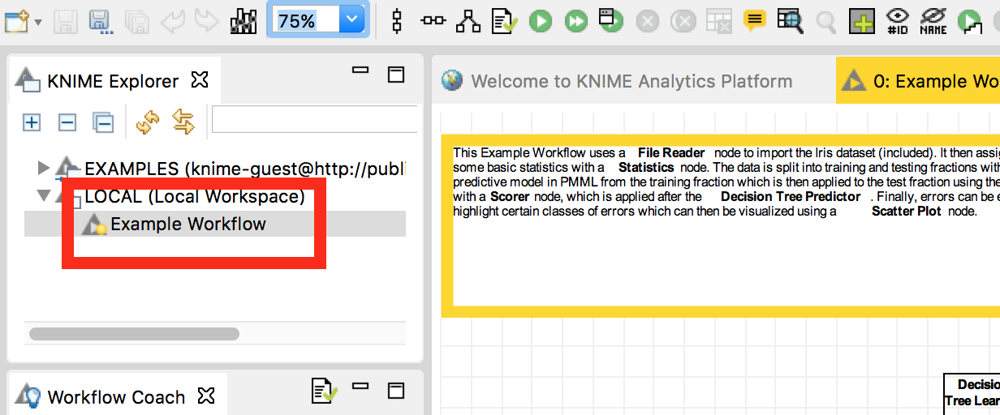 75%
#ID
NAME
KNIME Explorer
Welcome to KNIME Analytics Platform
0: Example Wo
EXAMPLES (knime-guest@http://publi
LOCAL (Local Workspace)
Example Workflow
This Example Workflow uses a File Reader node to import the Iris dataset (included). It then assig
some basic statistics with a Statistics node. The data is split into training and testing fractions with
predictive model in PMML from the training fraction which is then applied to the test fraction using the
with a Scorer node, which is applied after the Decision Tree Predictor . Finally, errors can be e
highlight certain classes of errors which can then be visualized using a Scatter Plot node.
Workflow Coach
Decisio
Tree Lear